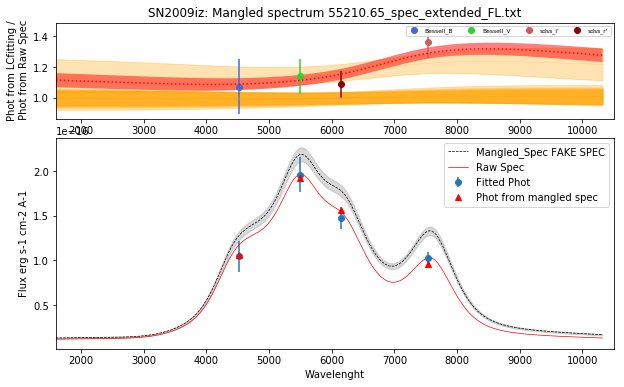 SN2009iz: Mangled spectrum 55210.65_spec_extended_FL.txt
Phot from LCfitting /
Phot from Raw Spec
1.4
1.2
1.0
Bessell_B
Bessell_V
sdss_i'
sdss_r'
2000 3000 4000 5000 6000 7000 8000 9000 10000
1e−16
Flux erg s-1 cm-2 A-1
2.0
1.5
1.0
0.5
Mangled_Spec FAKE SPEC
Raw Spec
Fitted Phot
Phot from mangled spec
2000 3000 4000 5000 6000 7000 8000 9000 10000
Wavelenght